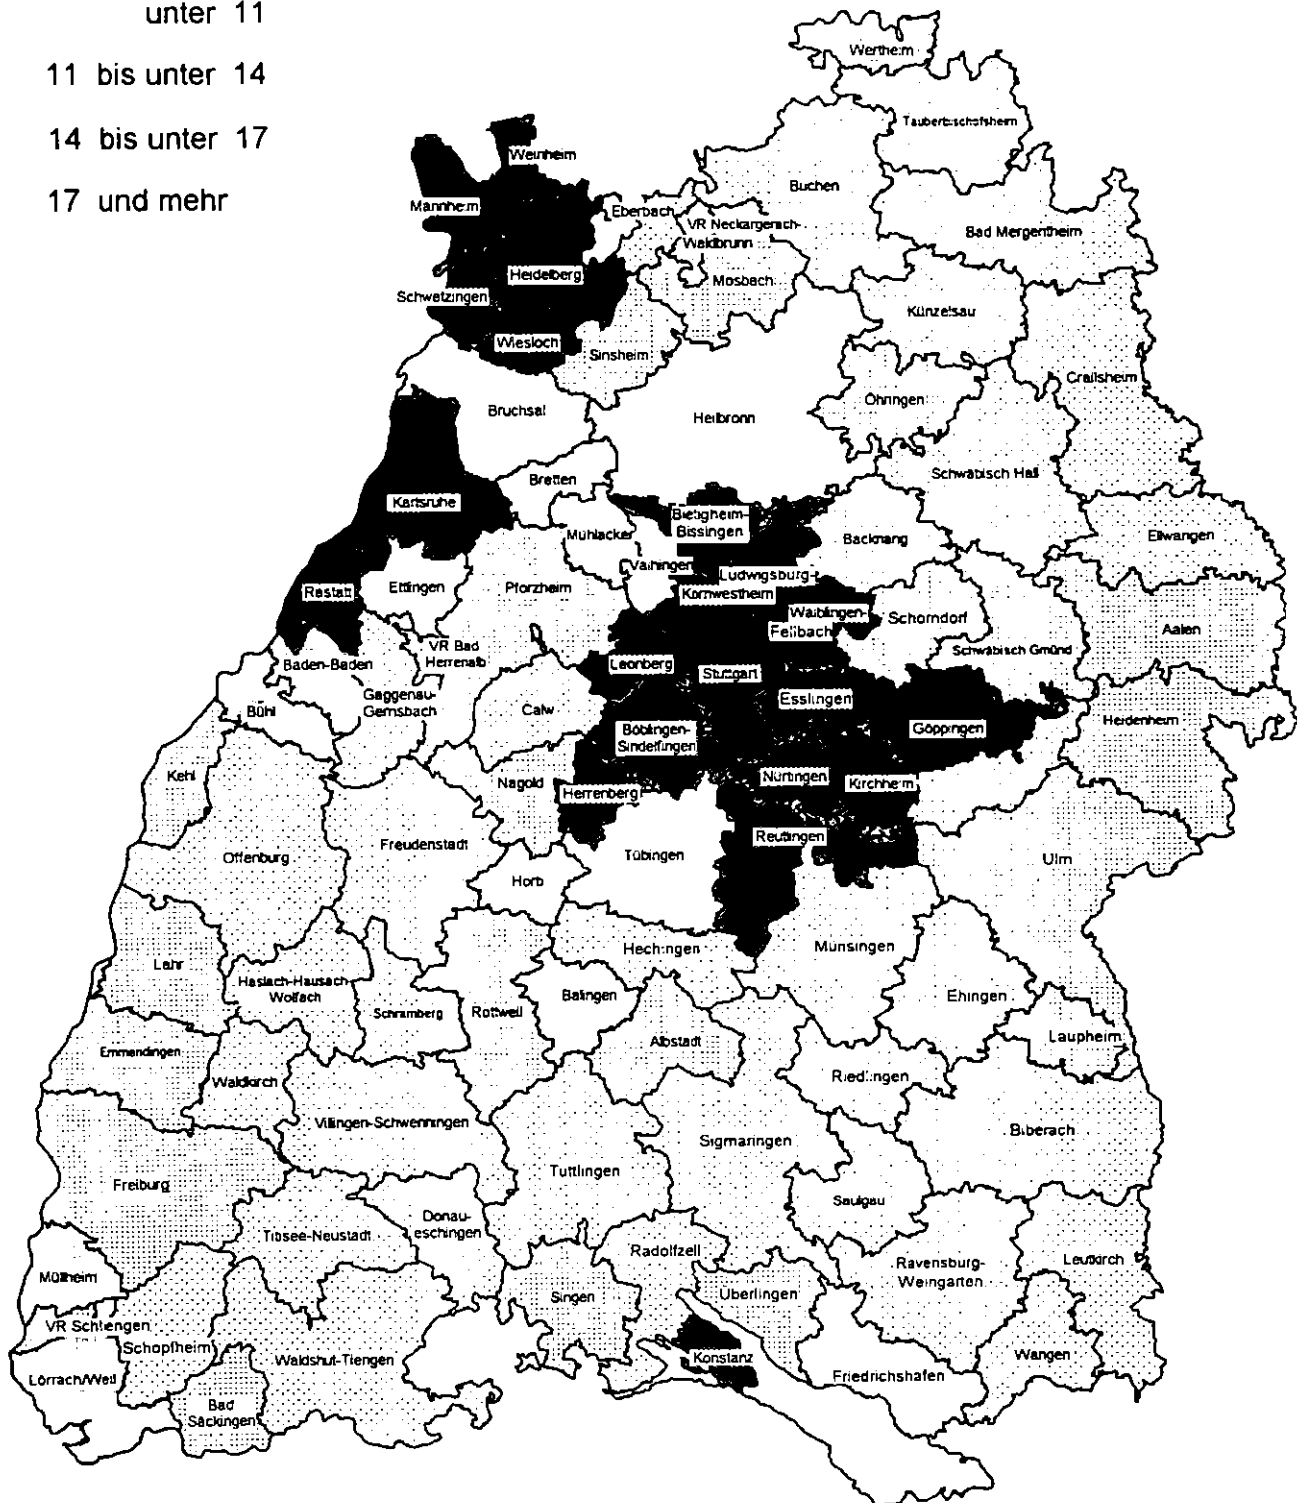 unter 11
11 bis unter 14
14 bis unter 17
17 und mehr
Wertheim
Tauberbischofsheim
Weinheim
Buchen
Mannheim
Eberbach
VR Neckargerach-
Waldbrunn
Bad Mergentheim
Heidelberg
Mosbach
Schwetzingen
Künzelsau
Wiesloch
Sinsheim
Crailsheim
Öhringen
Bruchsal
Heilbronn
Schwäbisch Hall
Bretten
Karlsruhe
Bietigheim-
Bissingen
Mühlacker
Backnang
Ellwangen
Vaihingen
Ludwigsburg-
Kornwestheim
Rastatt
Ettlingen
Pforzheim
Waiblingen-
Fellbach
Schorndorf
Aalen
VR Bad
Herrenalb
Baden-Baden
Leonberg
Stuttgart
Schwäbisch Gmünd
Gaggenau-
Gernsbach
Esslingen
Bühl
Calw
Göppingen
Heidenheim
Böblingen-
Sindelfingen
Kehl
Nagold
Nürtingen
Kirchheim
Herrenberg
Reutlingen
Freudenstadt
Tübingen
Offenburg
Ulm
Horb
Hechingen
Münsingen
Lahr
Haslach-Hausach-
Wolfach
Schramberg
Rottweil
Balingen
Ehingen
Albstadt
Laupheim
Emmendingen
Waldkirch
Riedlingen
Villingen-Schwenningen
Sigmaringen
Biberach
Tuttlingen
Freiburg
Saulgau
Donau-
eschingen
Titisee-Neustadt
Radolfzell
Ravensburg-
Weingarten
Leutkirch
Müllheim
Singen
Überlingen
VR Schliengen
Schopfheim
Waldshut-Tiengen
Konstanz
Wangen
Lörrach/Weil
Friedrichshafen
Bad
Säckingen